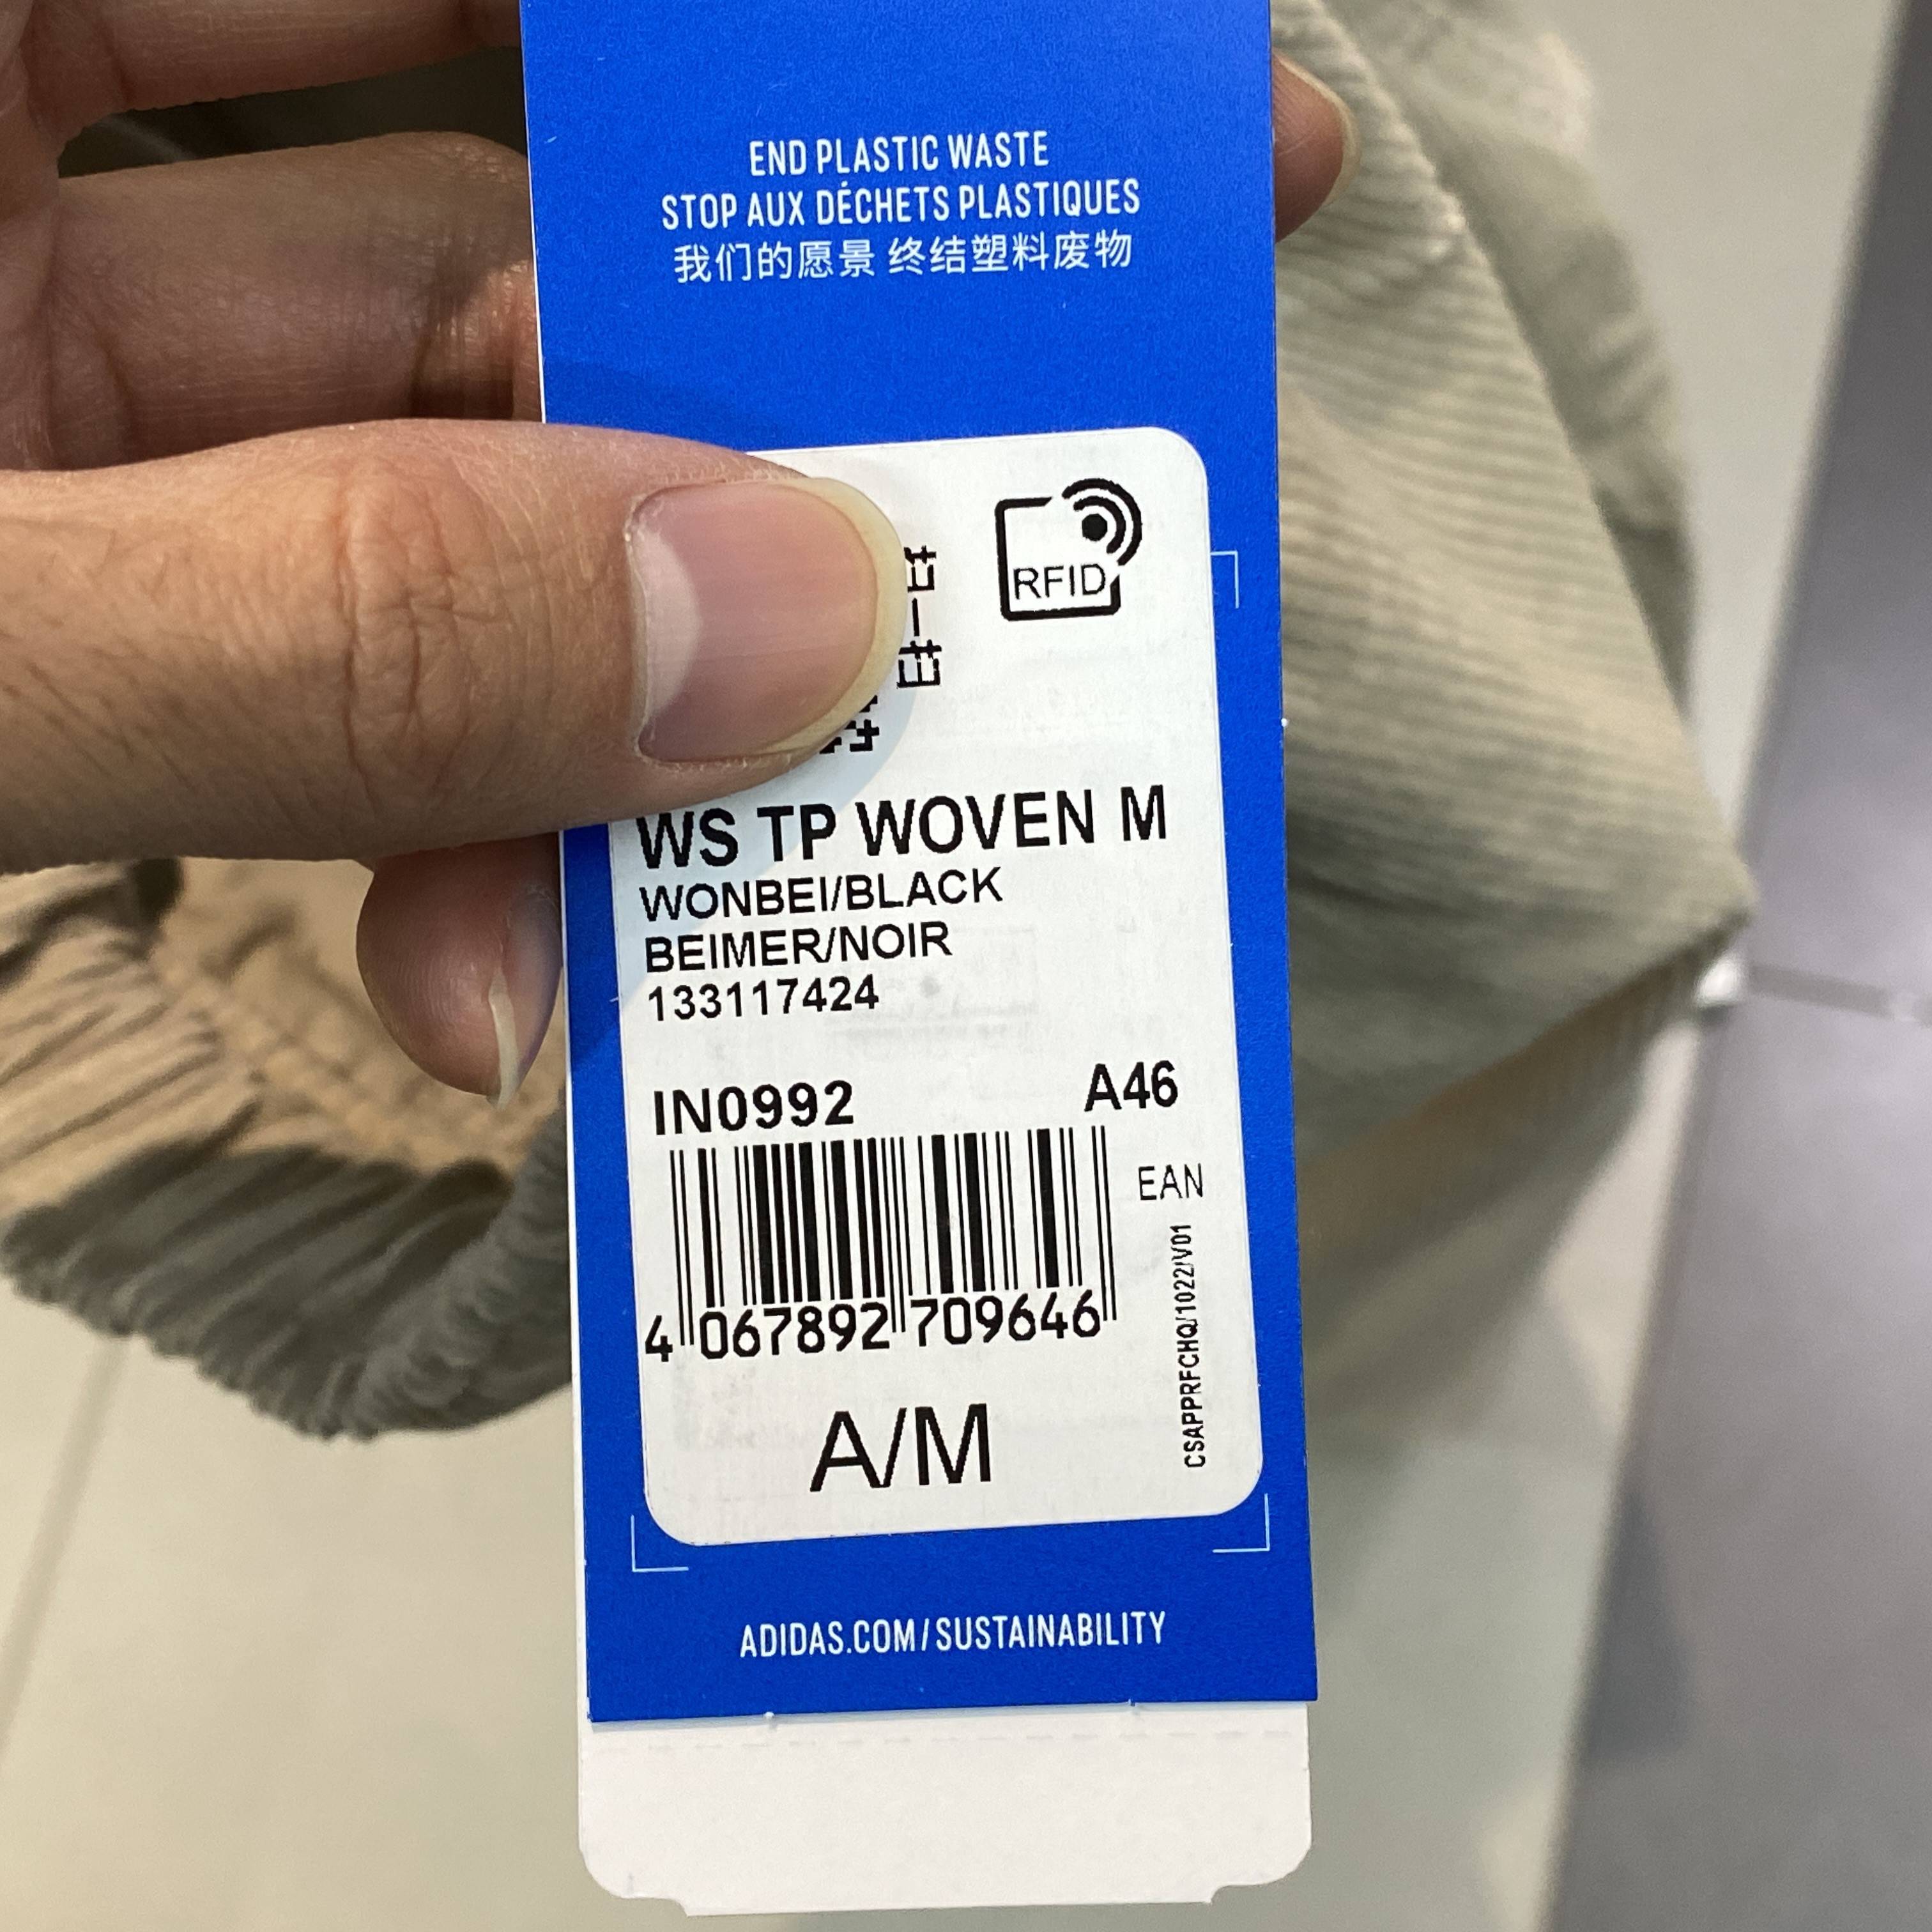 END PLASTIC WASTE
STOP AUX DÉCHETS PLASTIQUES
我们的愿景 终结塑料废物
RFID
WS TP WOVEN M
WONBEI/BLACK
BEIMER/NOIR
133117424
IN0992 A46
EAN
4 067892 709646
CSAPPRFCHQ/1022/V01
A/M
ADIDAS.COM/SUSTAINABILITY